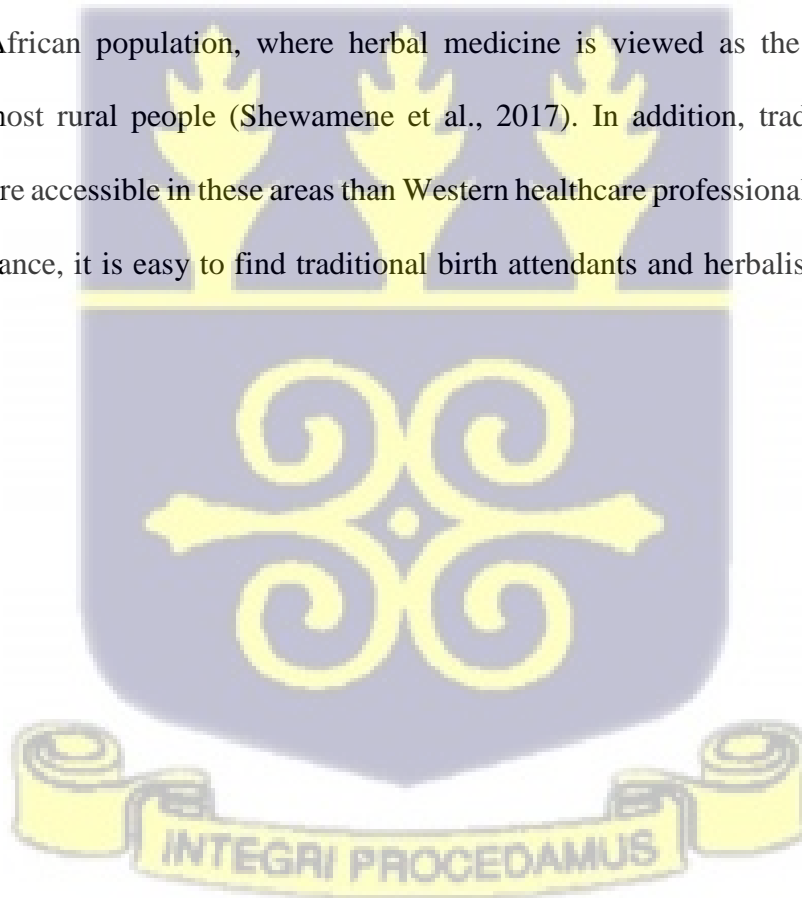 African population, where herbal medicine is viewed as the
most rural people (Shewamene et al., 2017). In addition, trad
re accessible in these areas than Western healthcare professional
ance, it is easy to find traditional birth attendants and herbalis
INTEGRI PROCEDAMUS